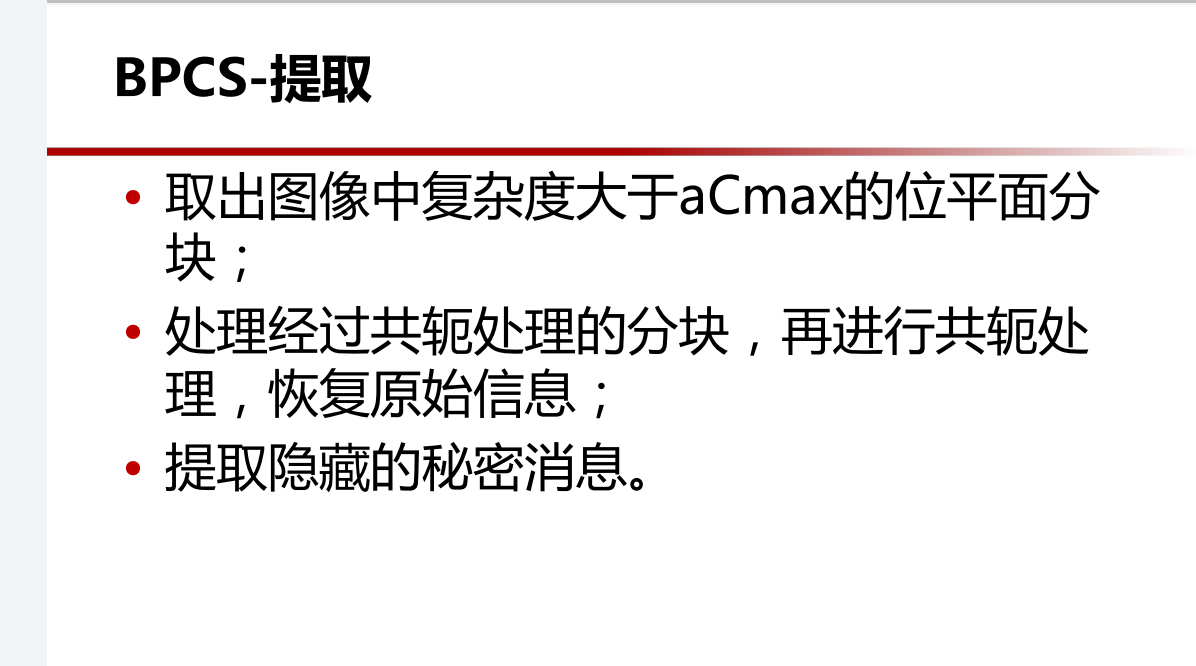 BPCS-提取
• 取出图像中复杂度大于aCmax的位平面分
块；
• 处理经过共轭处理的分块，再进行共轭处
理，恢复原始信息；
• 提取隐藏的秘密消息。